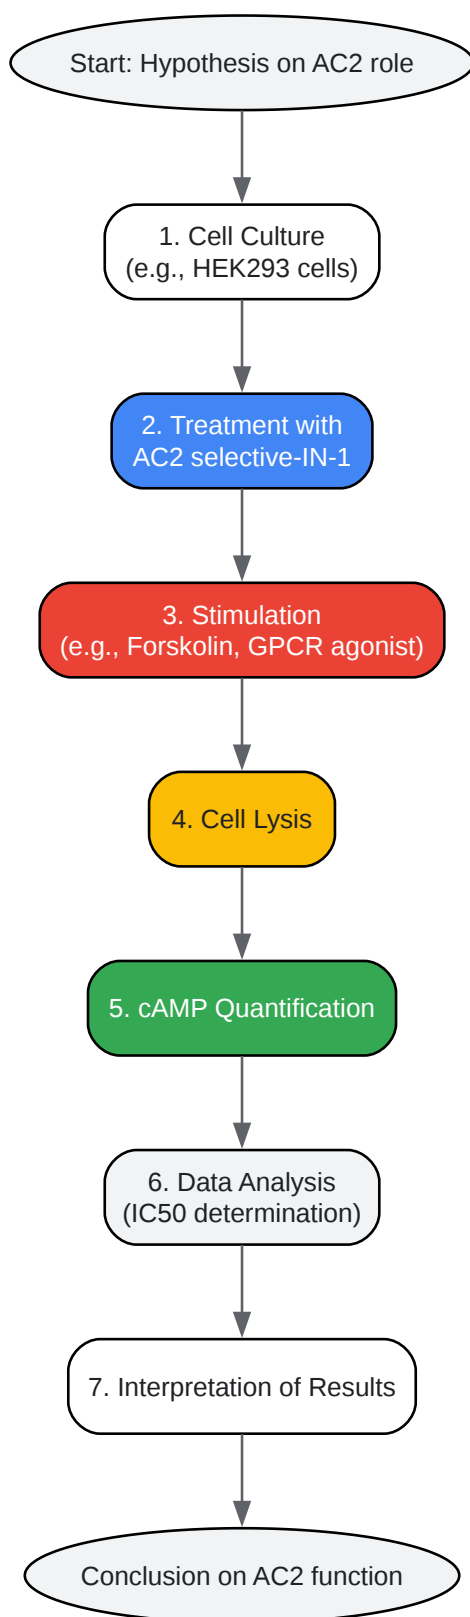 Start: Hypothesis on AC2 role
1. Cell Culture
(e.g., HEK293 cells)
2. Treatment with
AC2 selective-IN-1
3. Stimulation
(e.g., Forskolin, GPCR agonist)
4. Cell Lysis
5. cAMP Quantification
6. Data Analysis
(IC50 determination)
7. Interpretation of Results
Conclusion on AC2 function